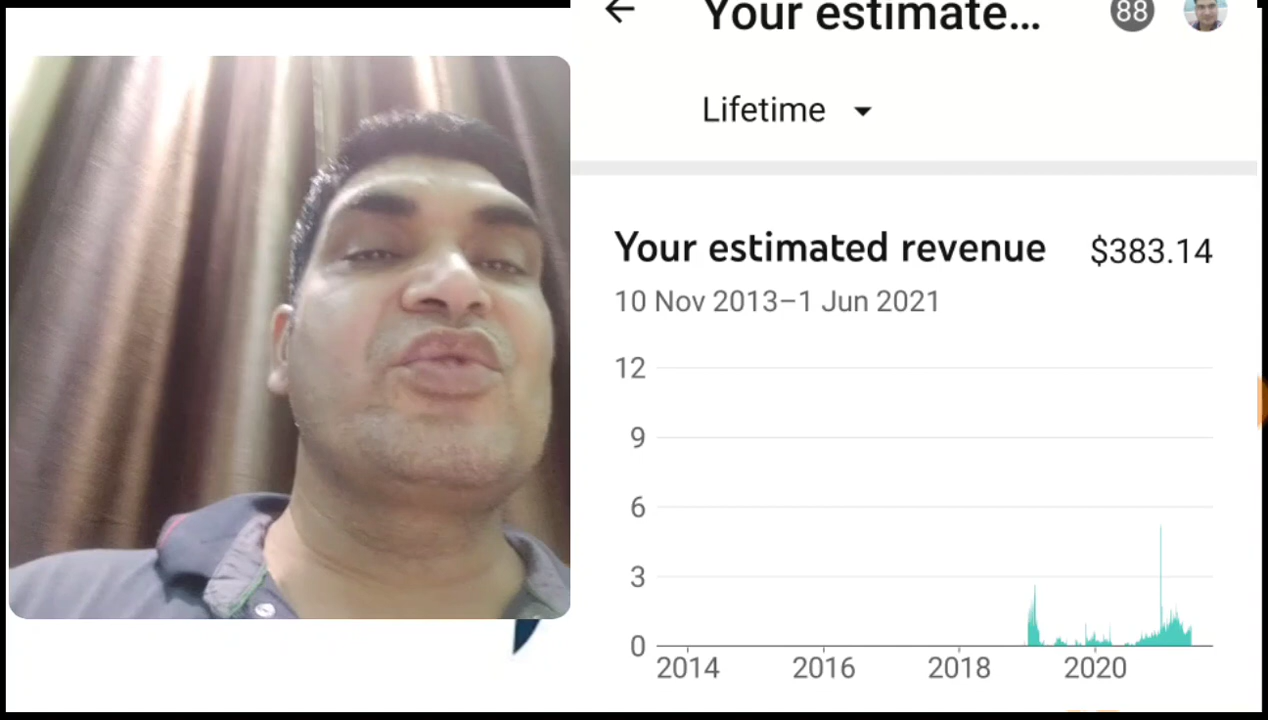 Your estimate...
88
Lifetime
Your estimated revenue $383.14
10 Nov 2013–1 Jun 2021
12
9
6
3
0
2014 2016 2018 2020